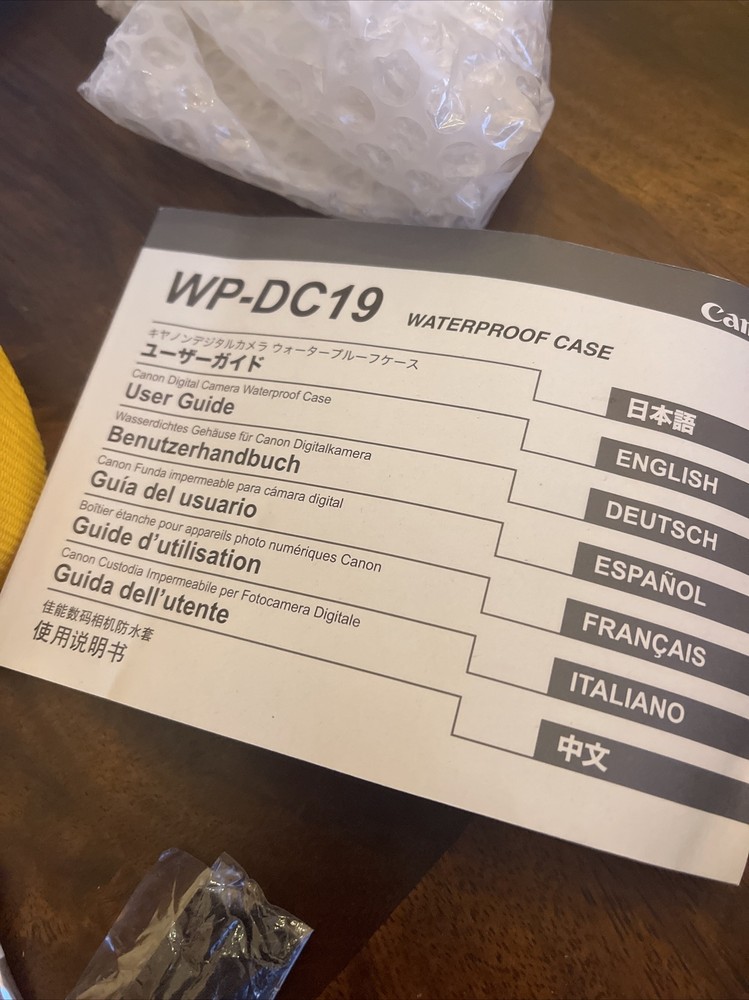 WP-DC19 WATERPROOF CASE
キヤノンデジタルカメラ ウォータープルーフケース
ユーザーガイド
日本語
Canon Digital Camera Waterproof Case
User Guide
ENGLISH
Wasserdichtes Gehäuse für Canon Digitalkamera
Benutzerhandbuch
DEUTSCH
Canon Funda impermeable para cámara digital
Guía del usuario
ESPAÑOL
Boîtier étanche pour appareils photo numériques Canon
Guide d'utilisation
FRANÇAIS
Canon Custodia Impermeabile per Fotocamera Digitale
Guida dell'utente
ITALIANO
佳能数码相机防水套
使用说明书
中文